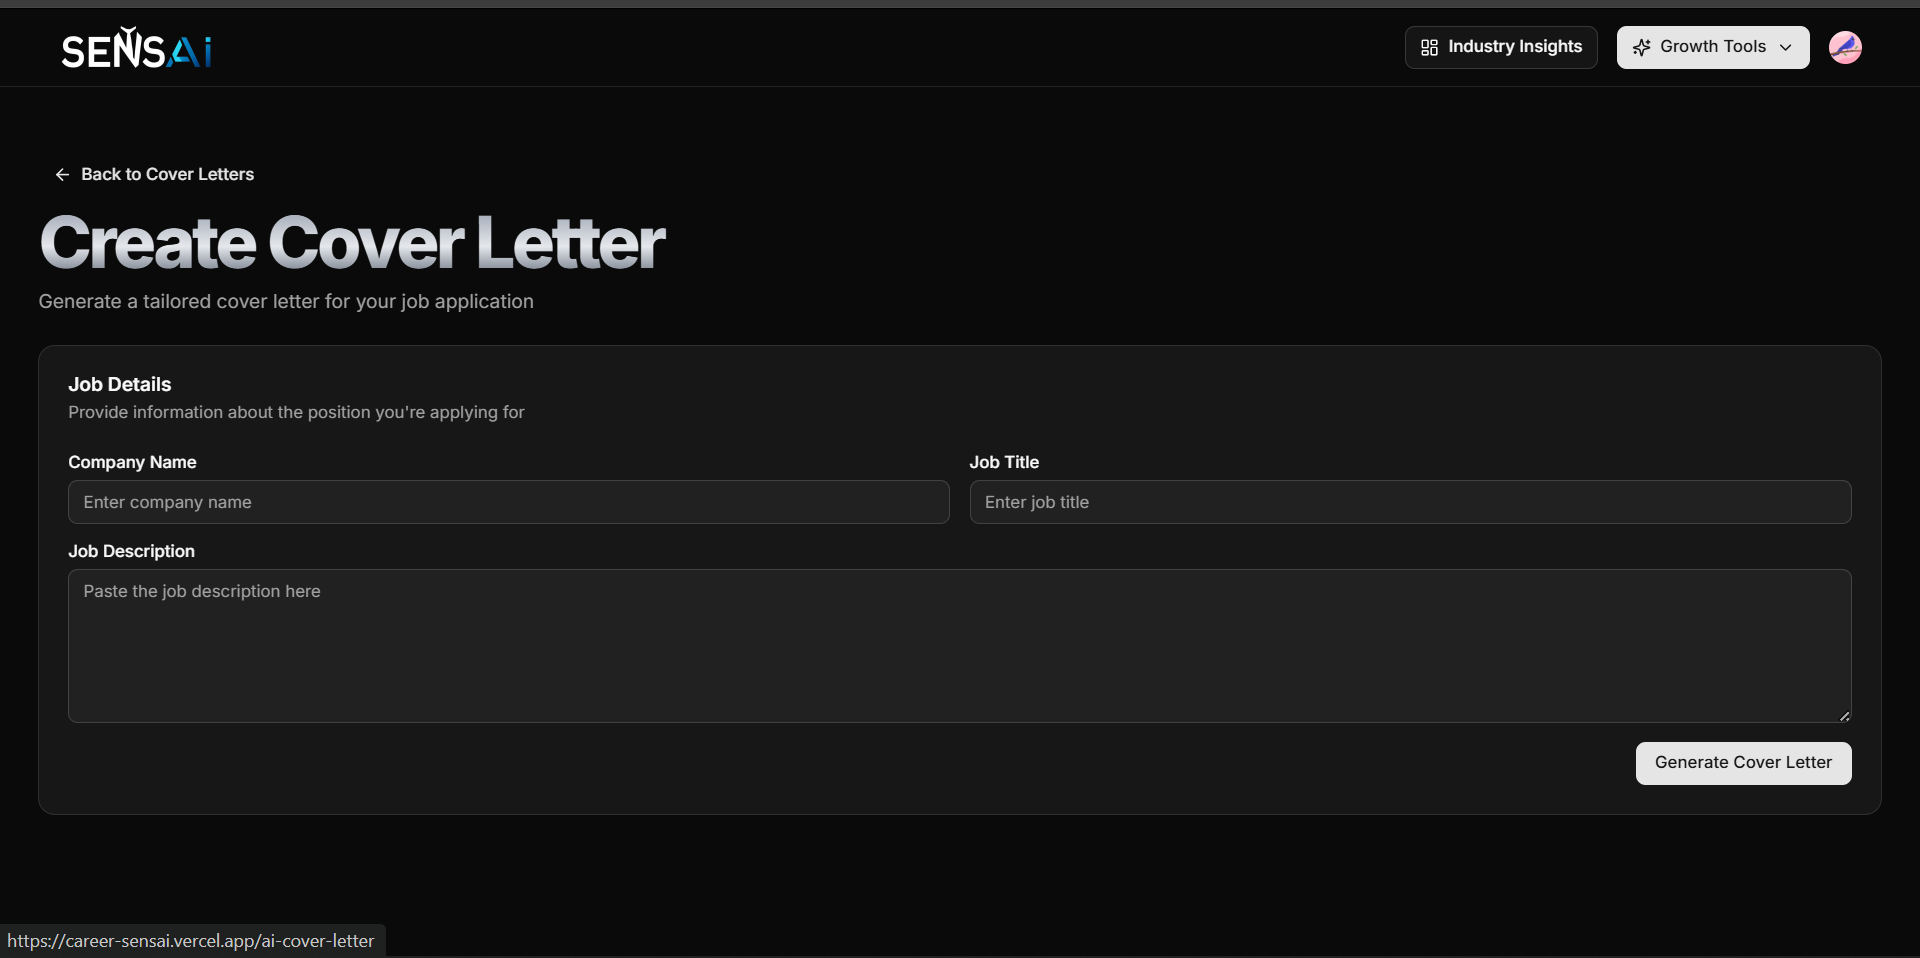 SENSAi
Industry Insights
Growth Tools
Back to Cover Letters
Create Cover Letter
Generate a tailored cover letter for your job application
Job Details
Provide information about the position you're applying for
Company Name
Job Title
Enter company name
Enter job title
Job Description
Paste the job description here
Generate Cover Letter
https://career-sensai.vercel.app/ai-cover-letter